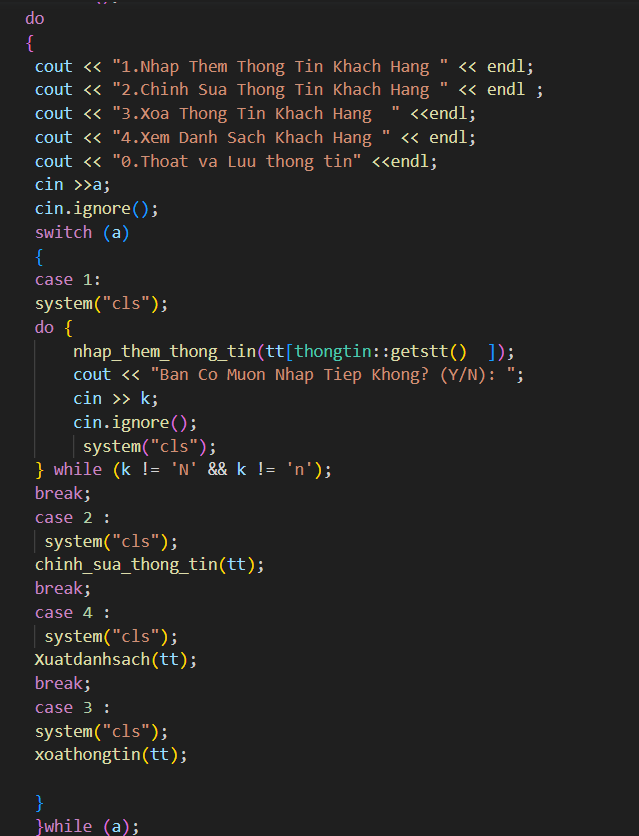 do
{
cout << "1.Nhap Them Thong Tin Khach Hang " << endl;
cout << "2.Chinh Sua Thong Tin Khach Hang " << endl ;
cout << "3.Xoa Thong Tin Khach Hang  " <<endl;
cout << "4.Xem Danh Sach Khach Hang " << endl;
cout << "0.Thoat va Luu thong tin" <<endl;
cin >>a;
cin.ignore();
switch (a)
{
case 1:
system("cls");
do {
nhap_them_thong_tin(tt[thongtin::getstt()  ]);
cout << "Ban Co Muon Nhap Tiep Khong? (Y/N): ";
cin >> k;
cin.ignore();
system("cls");
} while (k != 'N' && k != 'n');
break;
case 2 :
system("cls");
chinh_sua_thong_tin(tt);
break;
case 4 :
system("cls");
Xuatdanhsach(tt);
break;
case 3 :
system("cls");
xoathongtin(tt);
}
}while (a);